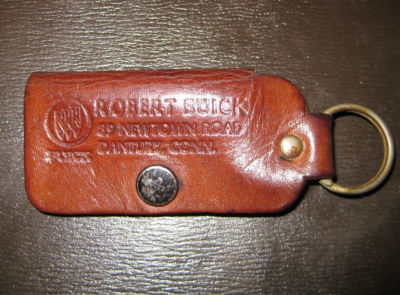 ROBERT BUICK
89 NEWTOWN ROAD
DANBURY, CONN.
BUICK